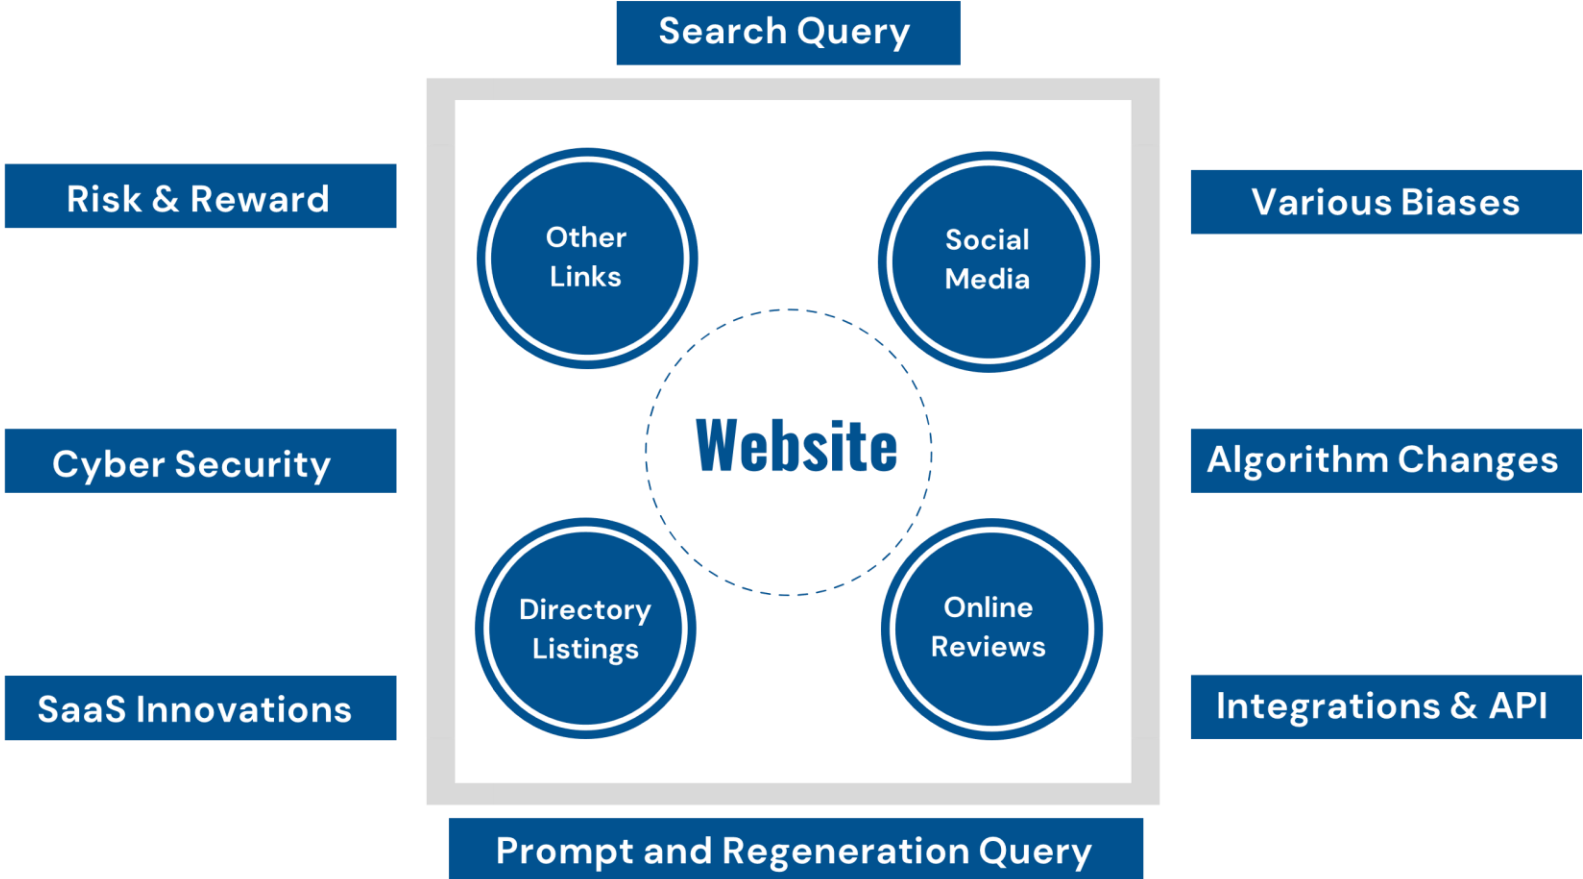 Search Query
Risk & Reward
Various Biases
Other
Links
Social
Media
Website
Cyber Security
Algorithm Changes
Directory
Listings
Online
Reviews
SaaS Innovations
Integrations & API
Prompt and Regeneration Query